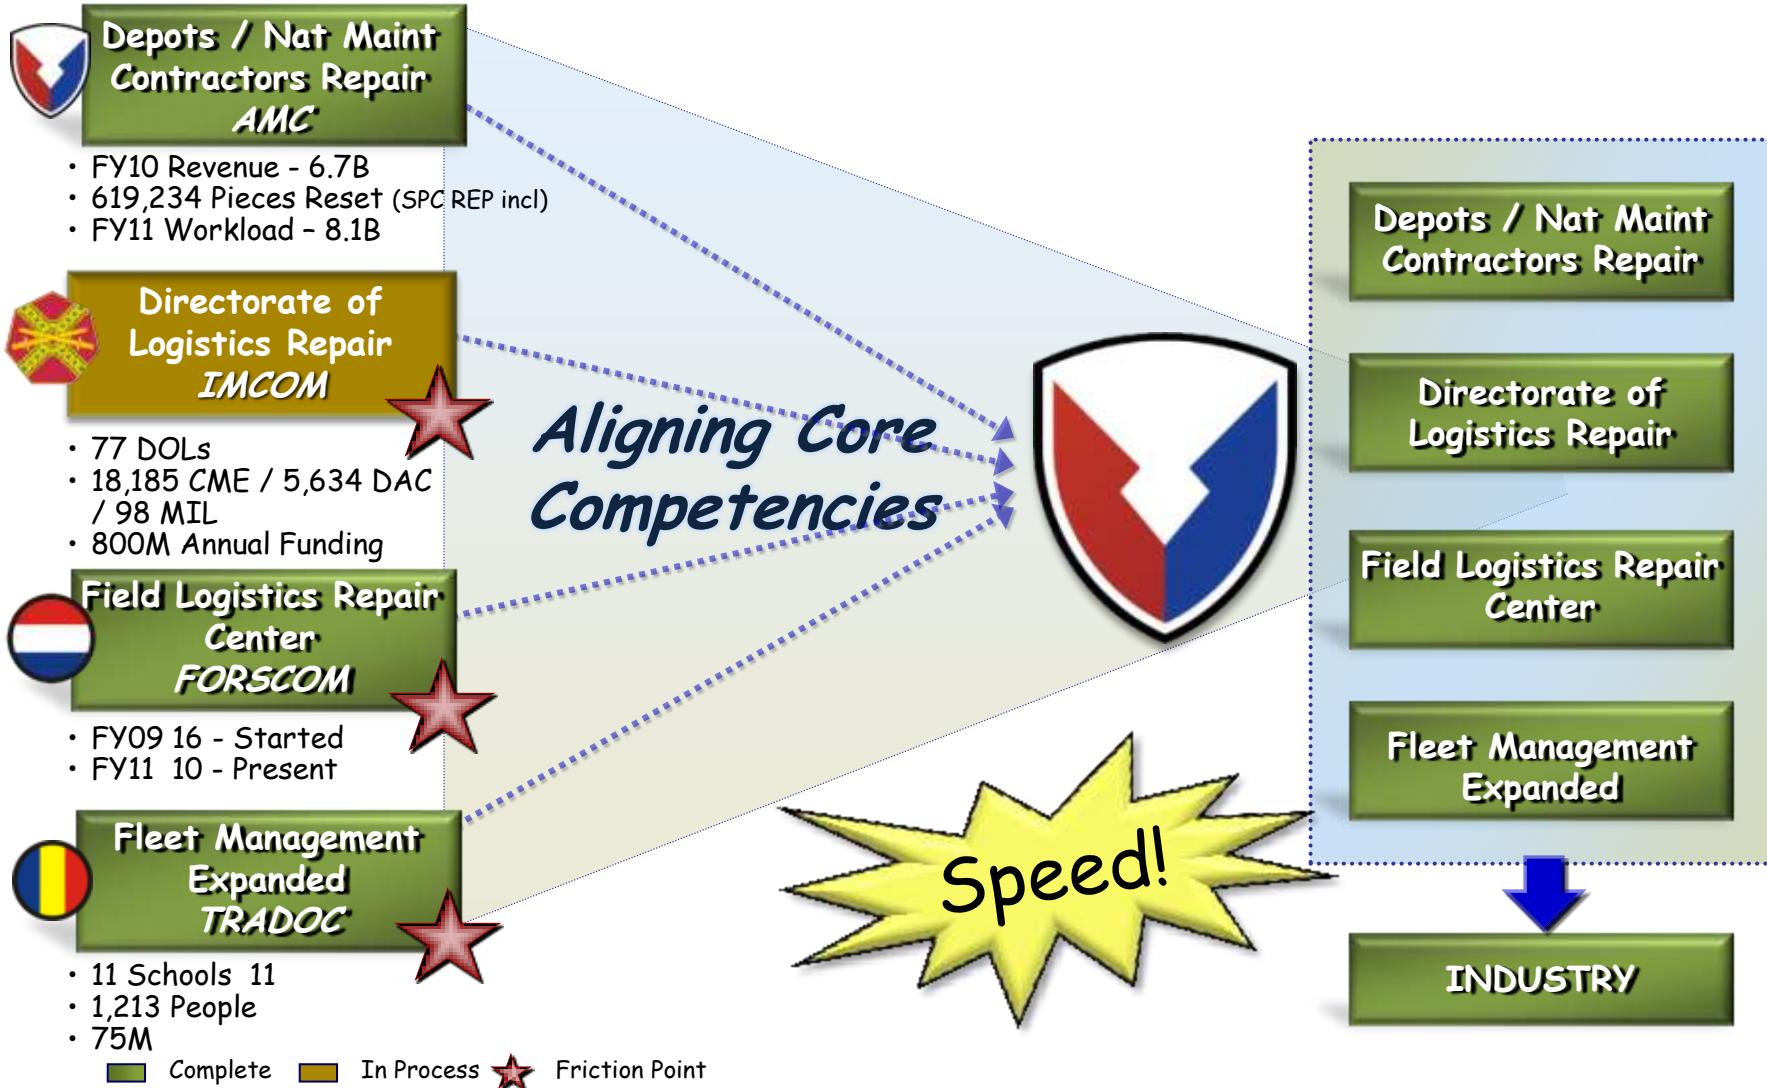 Depots / Nat Maint
Contractors Repair
AMC
• FY10 Revenue - 6.7B
• 619,234 Pieces Reset (SPC REP incl)
• FY11 Workload – 8.1B
Directorate of
Logistics Repair
IMCOM
• 77 DOLs
• 18,185 CME / 5,634 DAC
/ 98 MIL
• 800M Annual Funding
Field Logistics Repair
Center
FORSCOM
• FY09 16 - Started
• FY11 10 - Present
Fleet Management
Expanded
TRADOC
• 11 Schools 11
• 1,213 People
• 75M
Aligning Core
Competencies
Speed!
Depots / Nat Maint
Contractors Repair
Directorate of
Logistics Repair
Field Logistics Repair
Center
Fleet Management
Expanded
INDUSTRY
Complete In Process Friction Point